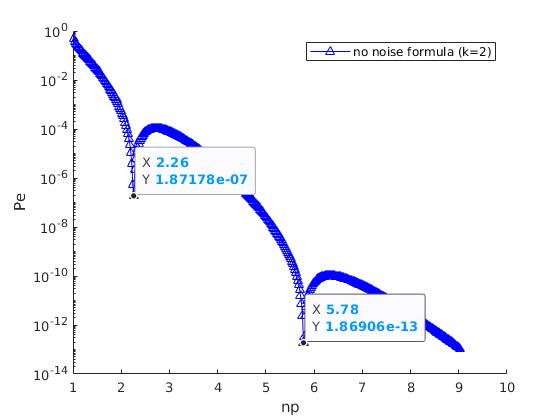 10^0
no noise formula (k=2)
10^-2
10^-4
X 2.26
Y 1.87178e-07
10^-6
Pe
10^-8
10^-10
X 5.78
Y 1.86906e-13
10^-12
10^-14
1 2 3 4 5 6 7 8 9 10
np